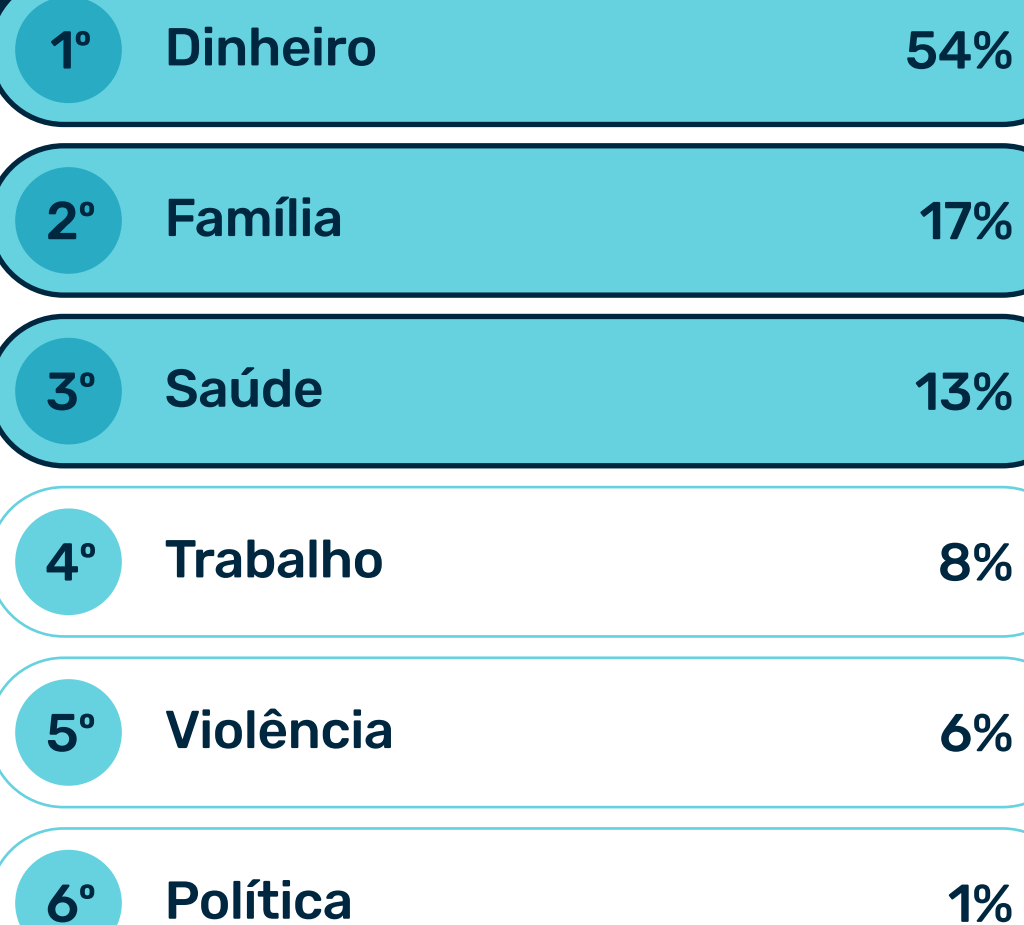 1º Dinheiro 54%
2º Família 17%
3º Saúde 13%
4º Trabalho 8%
5º Violência 6%
6º Política 1%